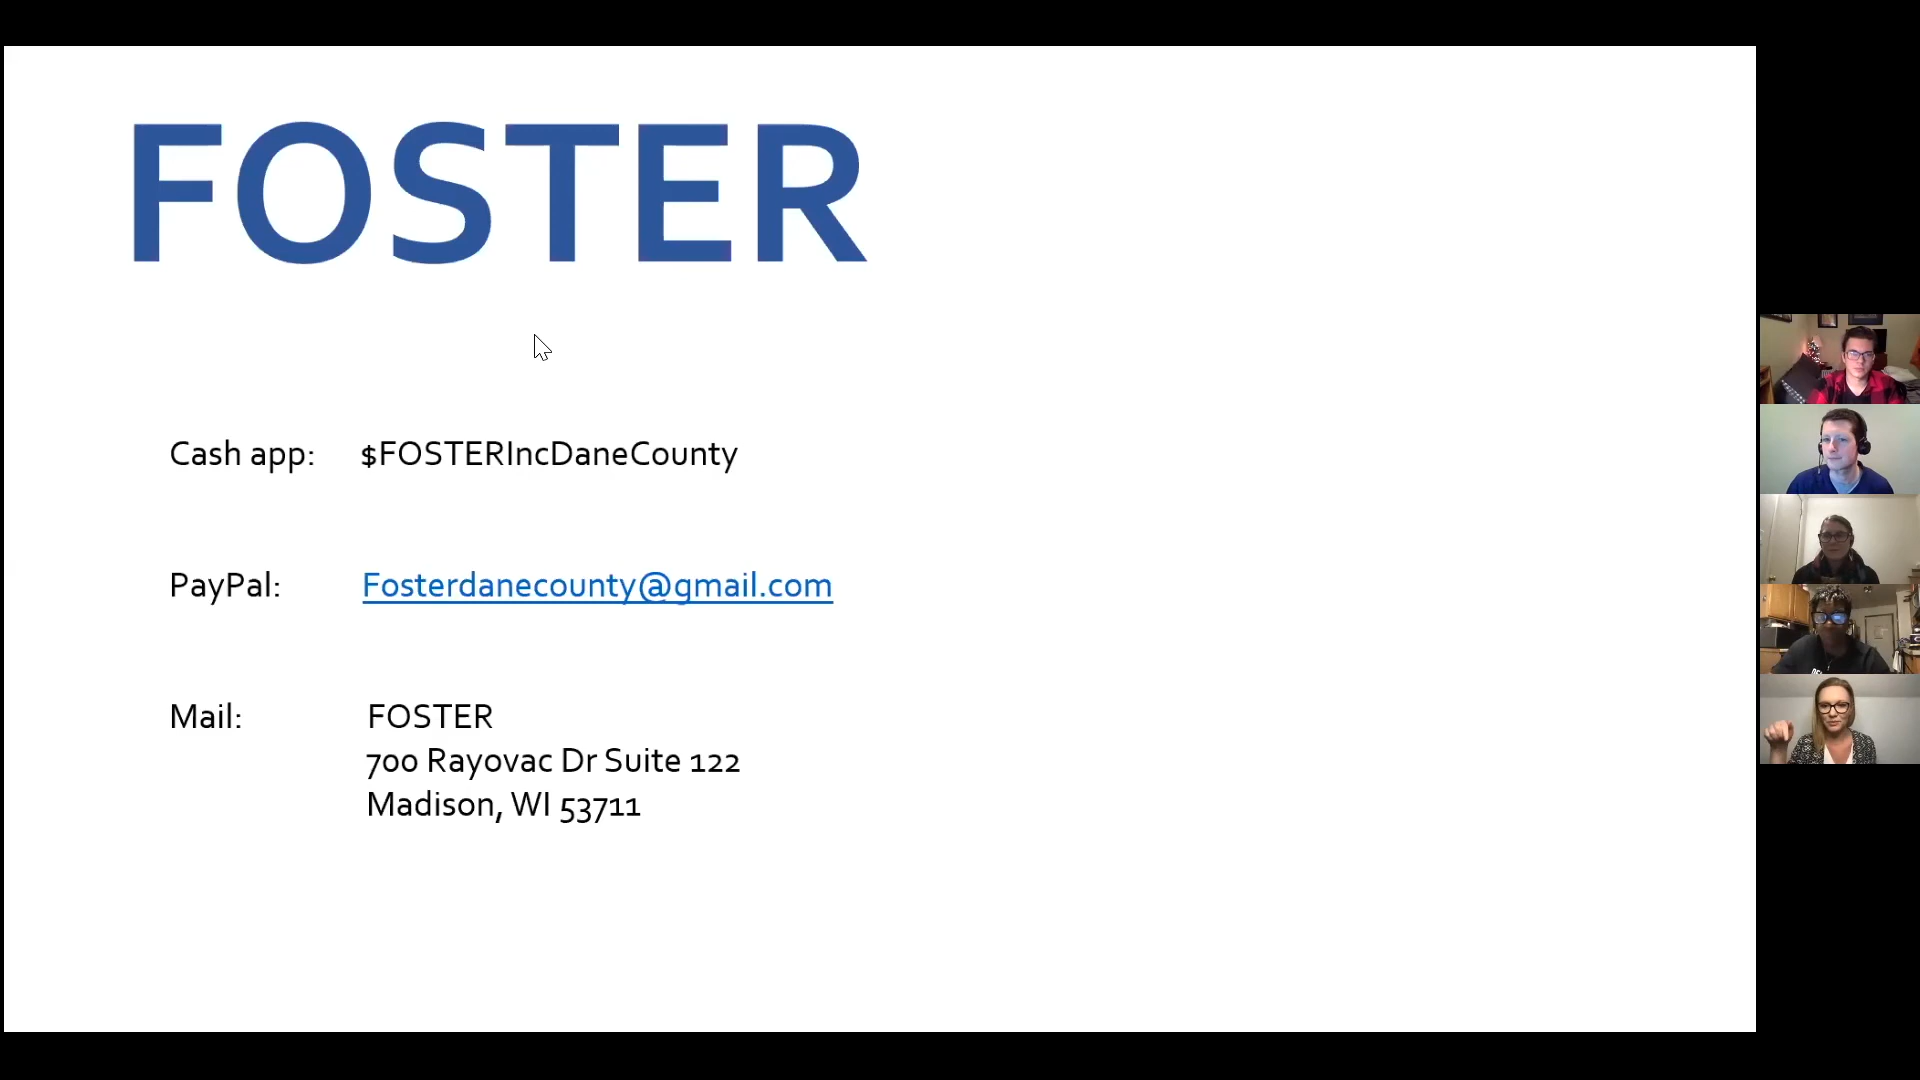 FOSTER
Cash app: $FOSTERIncDaneCounty
PayPal: Fosterdanecounty@gmail.com
Mail: FOSTER
700 Rayovac Dr Suite 122
Madison, WI 53711